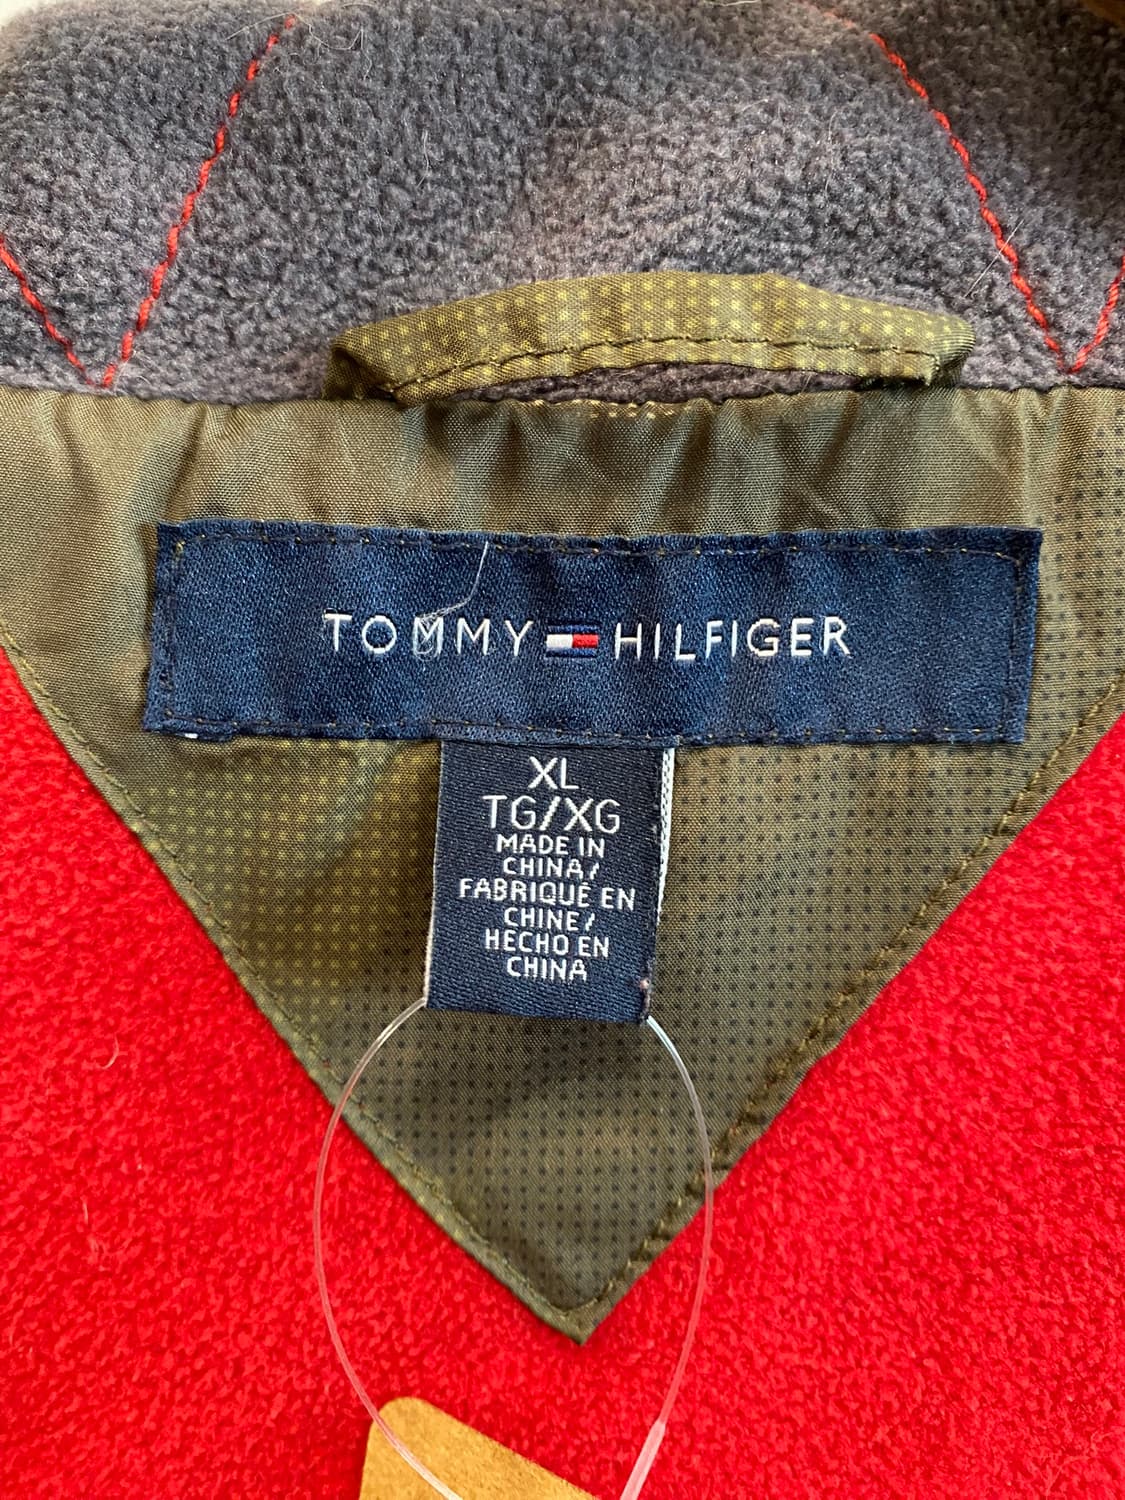 TOMMY HILFIGER
XL
TG/XG
MADE IN
CHINA/
FABRIQUÉ EN
CHINE/
HECHO EN
CHINA